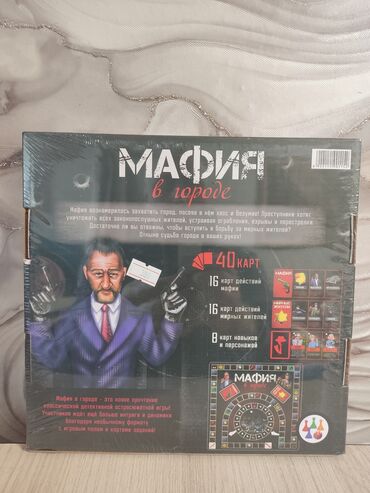 МАФИЯ
в городе
Мафия вознамерилась захватить город, посеяв в нём хаос и безумие! Преступники хотят
уничтожить всех законопослушных жителей, устраивая ограбления, взрывы и перестрелки.
Достаточно ли вы отважны, чтобы вступить в борьбу за мирных жителей?
Отныне судьба города в ваших руках!
40 КАРТ
16 карт действий
мафии
16 карт действий
мирных жителей
8 карт навыков
и персонажей
МАФИЯ
МАФИЯ
Мафия в городе - это новое прочтение
классической детективной остросюжетной игры!
Участников ждёт ещё больше интриги и динамики
благодаря необычному формату
с игровым полем и картами заданий!